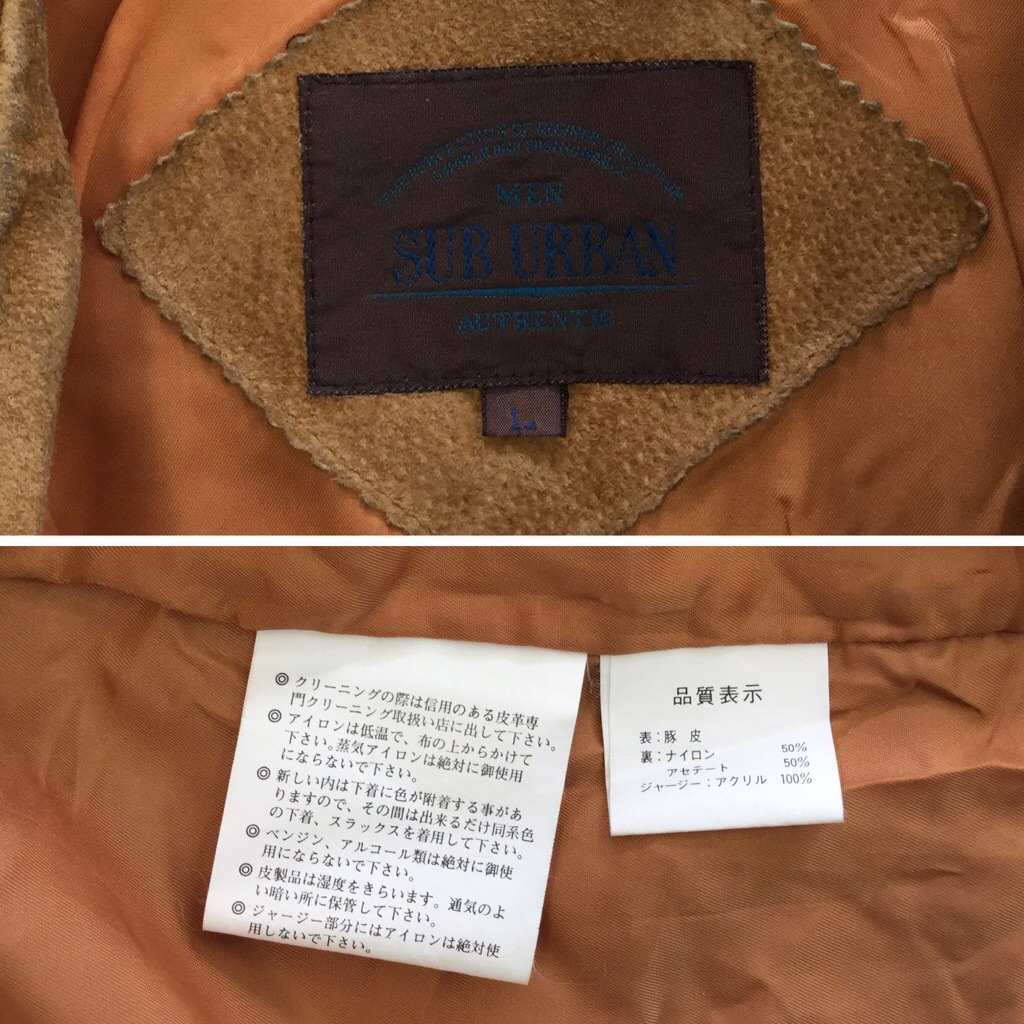 MEN
SUB URBAN
AUTHENTIC
L
◎ クリーニングの際は信用のある皮革専
門クリーニング取扱い店に出して下さい。
◎ アイロンは低温で、布の上からかけて
下さい。蒸気アイロンは絶対に御使用
にならないで下さい。
◎ 新しい内は下着に色が附着する事があ
りますので、その間は出来るだけ同系色
の下着、スラックスを着用して下さい。
◎ ベンジン、アルコール類は絶対に御使
用にならないで下さい。
◎ 皮製品は湿度をきらいます。通気のよ
い暗い所に保管して下さい。
◎ ジャージー部分にはアイロンは絶対使
用しないで下さい。
品質表示
表:豚 皮
裏:ナイロン 50%
アセテート 50%
ジャージー:アクリル 100%